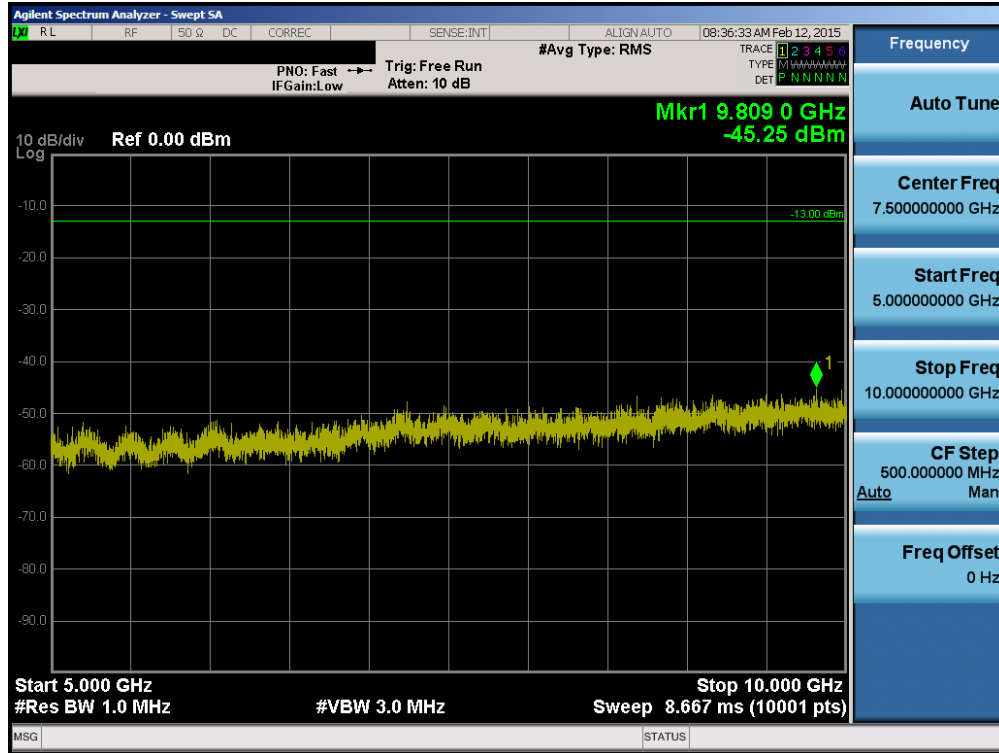 Agilent Spectrum Analyzer - Swept SA
LXI RL RF 50 Ω DC CORREC SENSE:INT ALIGN AUTO 08:36:33 AM Feb 12, 2015
#Avg Type: RMS
TRACE 1 2 3 4 5 6
TYPE M
DET P N N N N N
PNO: Fast
IFGain:Low
Trig: Free Run
Atten: 10 dB
Mkr1 9.809 0 GHz
-45.25 dBm
10 dB/div Ref 0.00 dBm
Log
-10.0
-13.00 dBm
-20.0
-30.0
-40.0
1
-50.0
-60.0
-70.0
-80.0
-90.0
Start 5.000 GHz Stop 10.000 GHz
#Res BW 1.0 MHz #VBW 3.0 MHz Sweep 8.667 ms (10001 pts)
MSG STATUS
Frequency
Auto Tune
Center Freq
7.500000000 GHz
Start Freq
5.000000000 GHz
Stop Freq
10.000000000 GHz
CF Step
500.000000 MHz
Auto Man
Freq Offset
0 Hz